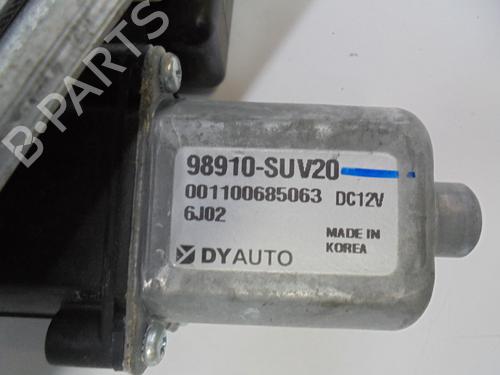 B-PARTS
98910-SUV20
001100685063 DC12V
6J02
MADE IN
KOREA
DYAUTO